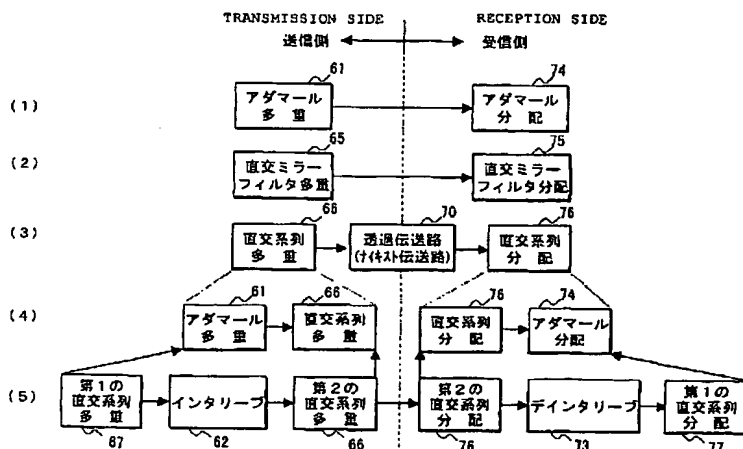 TRANSMISSION SIDE
RECEPTION SIDE
送信側
受信側
(1)
61
アダマール
多重
74
アダマール
分配
(2)
65
直交ミラー
フィルタ多重
75
直交ミラー
フィルタ分配
(3)
66
直交系列
多重
70
透過伝送路
(ナイキスト伝送路)
76
直交系列
分配
(4)
61
アダマール
多重
66
直交系列
多重
76
直交系列
分配
74
アダマール
分配
(5)
第1の
直交系列
多重
67
インタリーブ
62
第2の
直交系列
多重
66
第2の
直交系列
分配
76
デインタリーブ
73
第1の
直交系列
分配
77